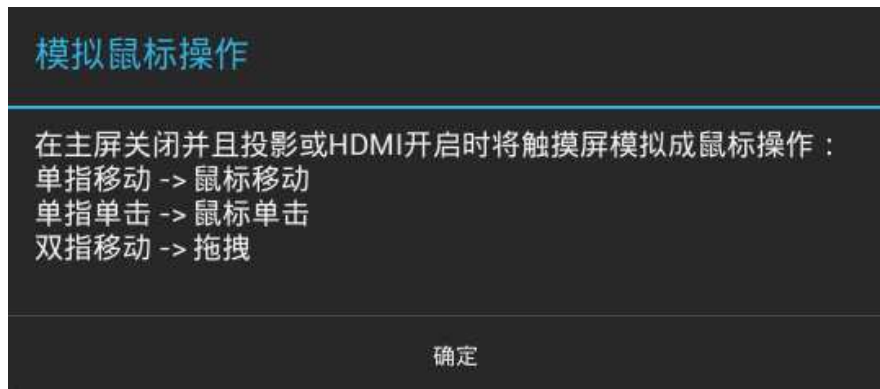 模拟鼠标操作
在主屏关闭并且投影或HDMI开启时将触摸屏模拟成鼠标操作：
单指移动 -> 鼠标移动
单指单击 -> 鼠标单击
双指移动 -> 拖拽
确定